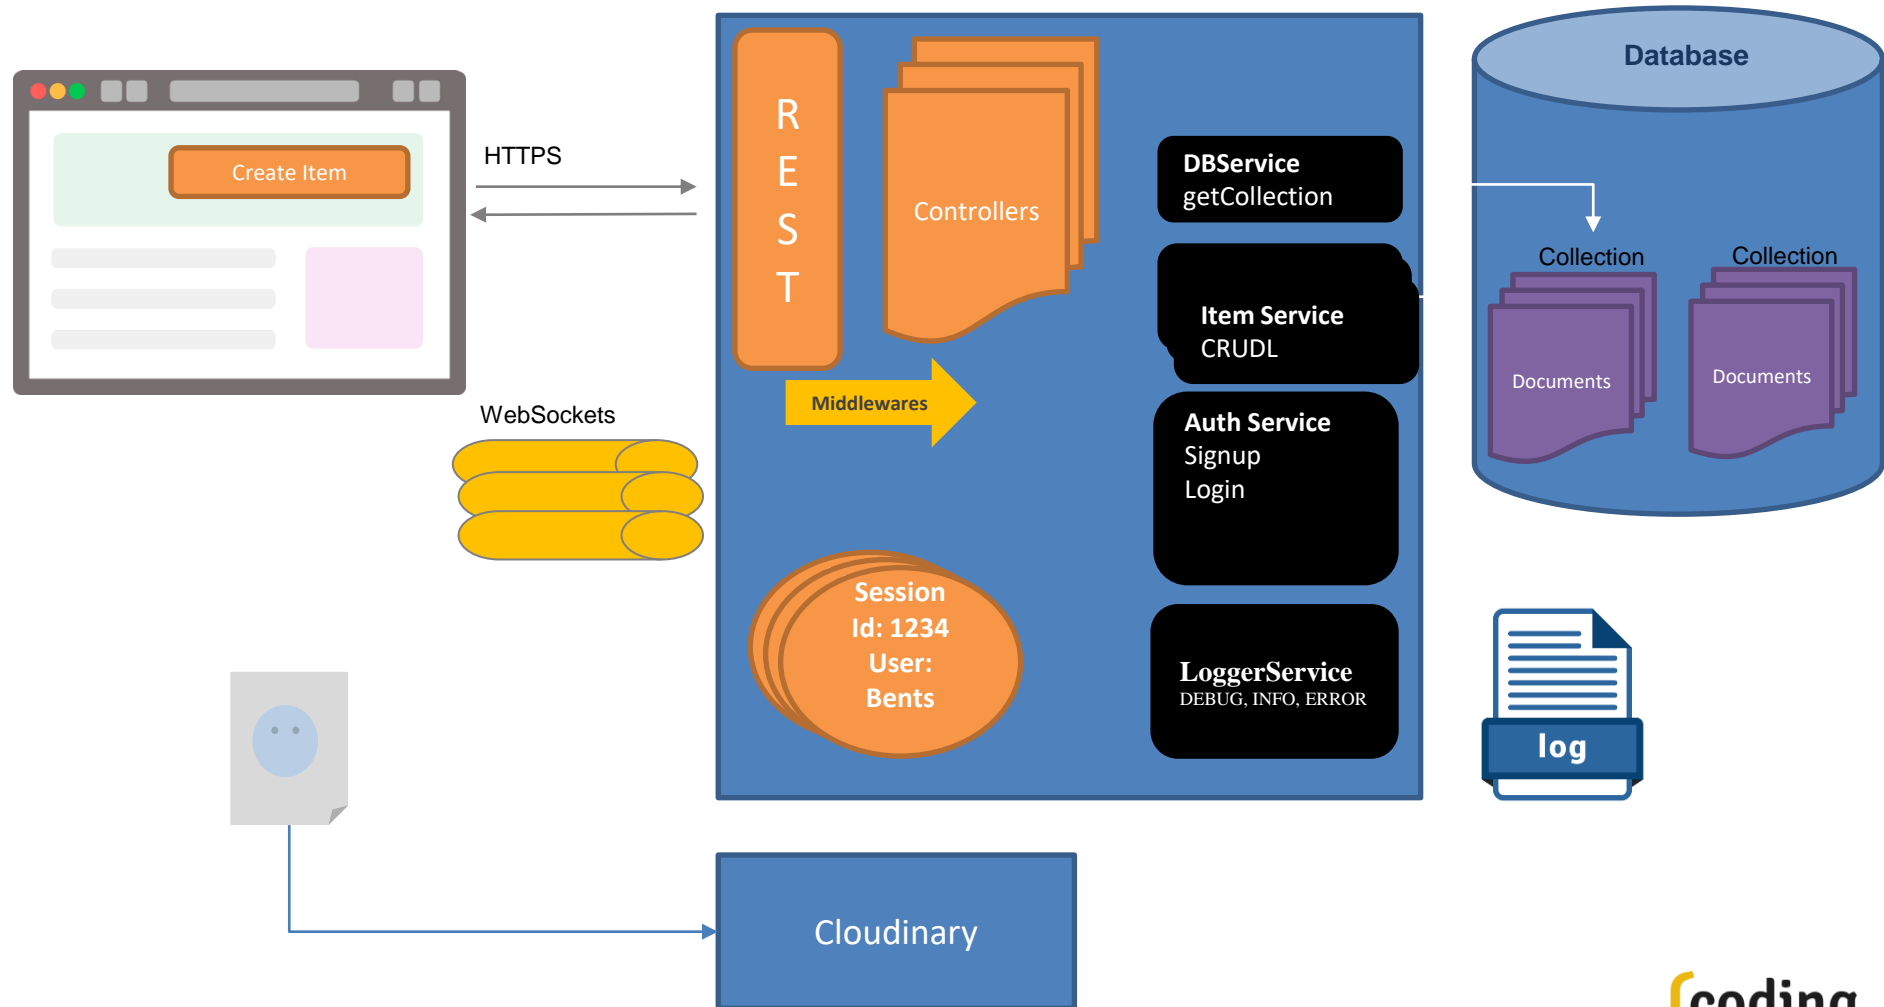 Create Item
HTTPS
WebSockets
R
E
S
T
Controllers
Middlewares
Session
Id: 1234
User:
Bents
DBService
getCollection
Item Service
CRUDL
Auth Service
Signup
Login
LoggerService
DEBUG, INFO, ERROR
Database
Collection
Documents
Collection
Documents
log
Cloudinary
coding